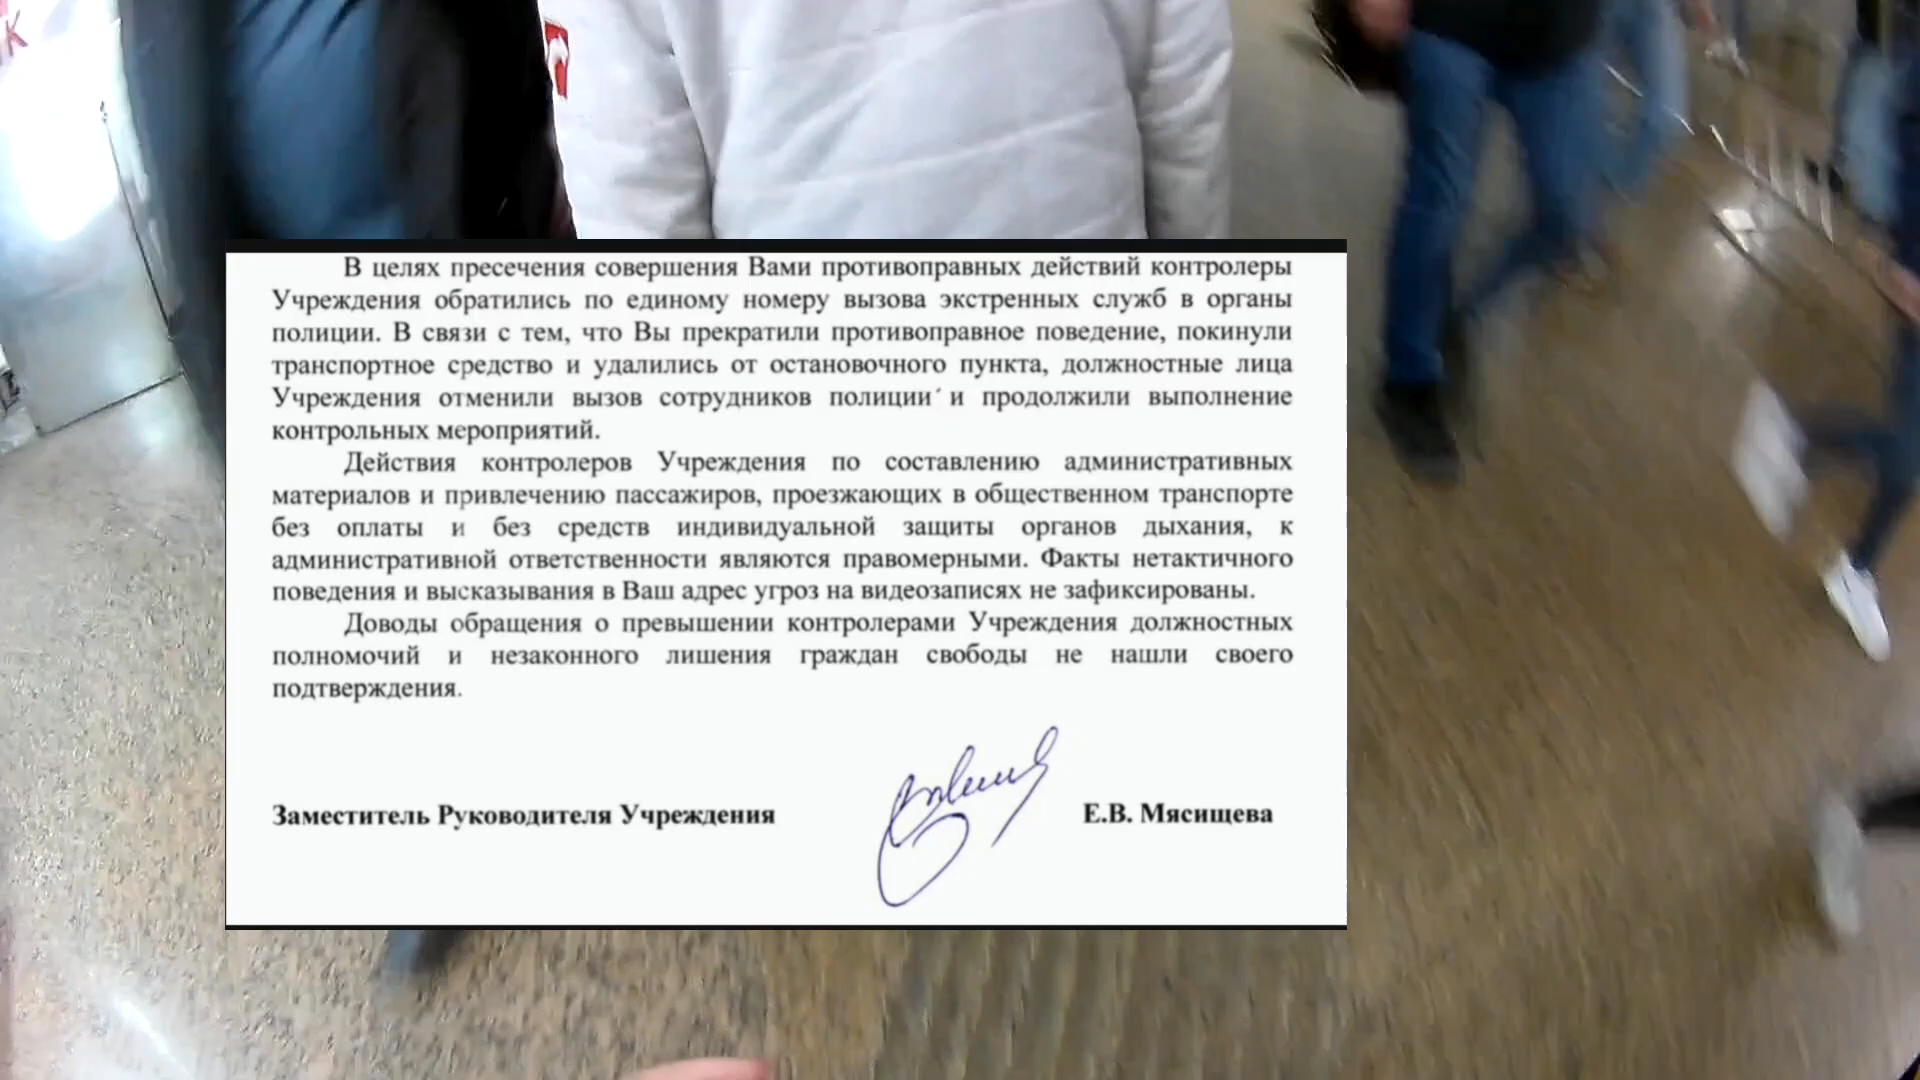 В целях пресечения совершения Вами противоправных действий контролеры
Учреждения обратились по единому номеру вызова экстренных служб в органы
полиции. В связи с тем, что Вы прекратили противоправное поведение, покинули
транспортное средство и удалились от остановочного пункта, должностные лица
Учреждения отменили вызов сотрудников полиции и продолжили выполнение
контрольных мероприятий.
Действия контролеров Учреждения по составлению административных
материалов и привлечению пассажиров, проезжающих в общественном транспорте
без оплаты и без средств индивидуальной защиты органов дыхания, к
административной ответственности являются правомерными. Факты нетактичного
поведения и высказывания в Ваш адрес угроз на видеозаписях не зафиксированы.
Доводы обращения о превышении контролерами Учреждения должностных
полномочий и незаконного лишения граждан свободы не нашли своего
подтверждения.
Заместитель Руководителя Учреждения Е.В. Мясищева